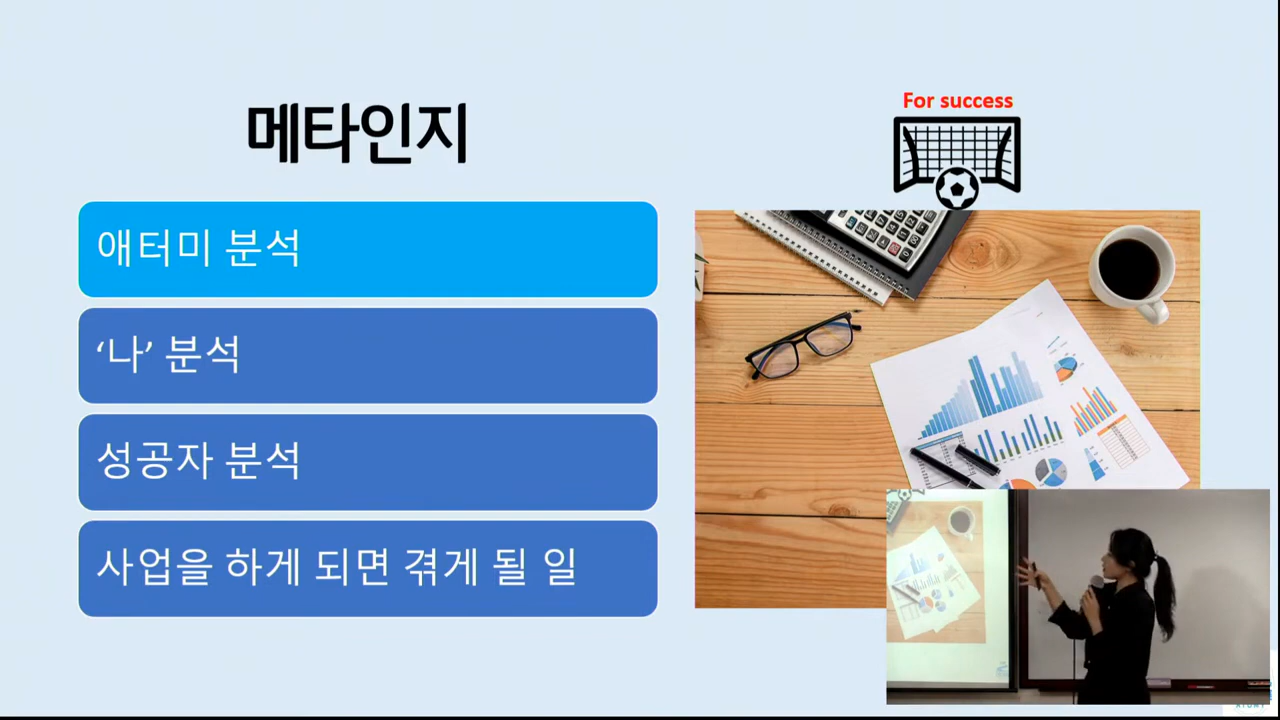 메타인지
For success
애터미 분석
‘나’ 분석
성공자 분석
사업을 하게 되면 겪게 될 일